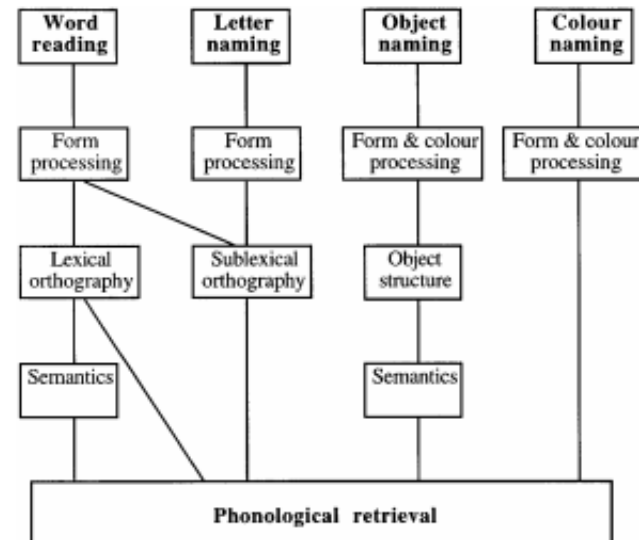 Word
reading
Letter
naming
Object
naming
Colour
naming
Form
processing
Form
processing
Form & colour
processing
Form & colour
processing
Lexical
orthography
Sublexical
orthography
Object
structure
Semantics
Semantics
Phonological retrieval